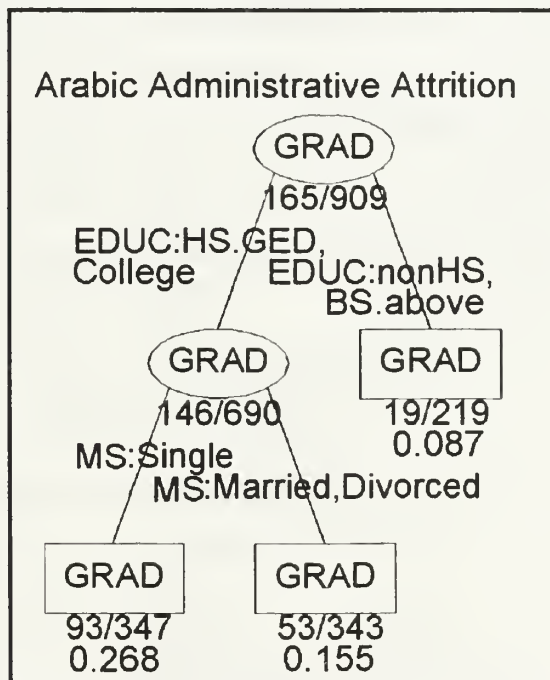 Arabic Administrative Attrition
GRAD
165/909
EDUC:HS.GED,
College
EDUC:nonHS,
BS.above
GRAD
146/690
GRAD
19/219
0.087
MS:Single
MS:Married,Divorced
GRAD
93/347
0.268
GRAD
53/343
0.155